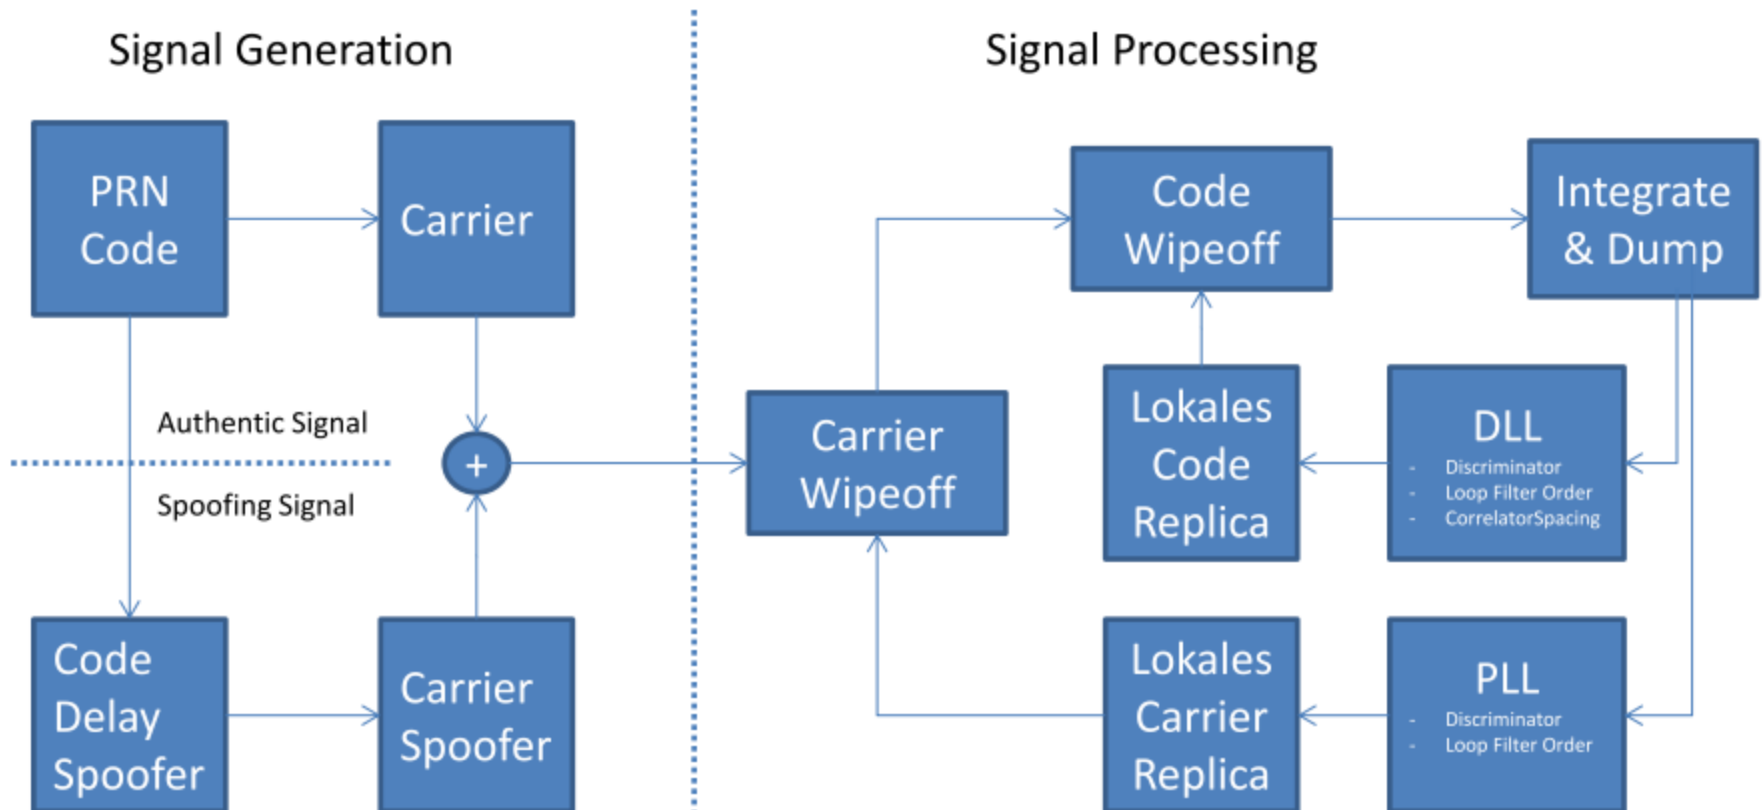 Signal Generation
Signal Processing
PRN
Code
Carrier
Authentic Signal
Spoofing Signal
+
Code
Delay
Spoofer
Carrier
Spoofer
Carrier
Wipeoff
Code
Wipeoff
Integrate
& Dump
Lokales
Code
Replica
DLL
- Discriminator
- Loop Filter Order
- CorrelatorSpacing
Lokales
Carrier
Replica
PLL
- Discriminator
- Loop Filter Order